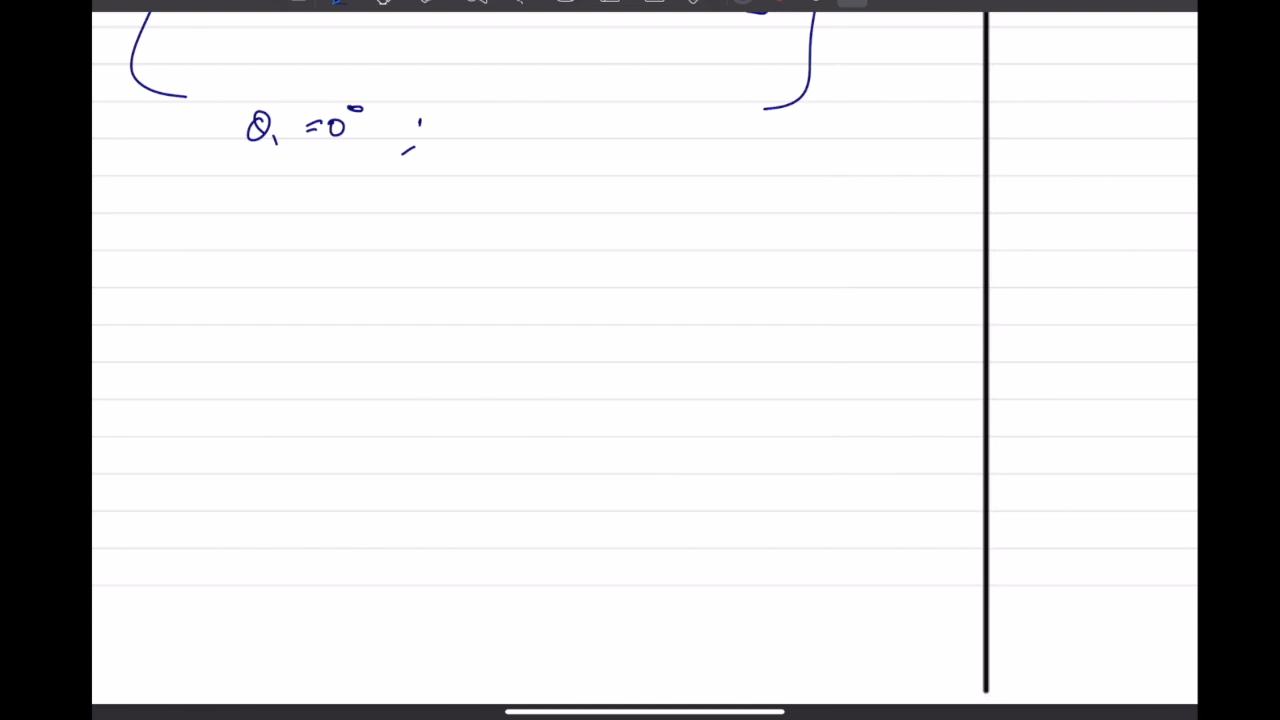 θ₁ = 0° ;